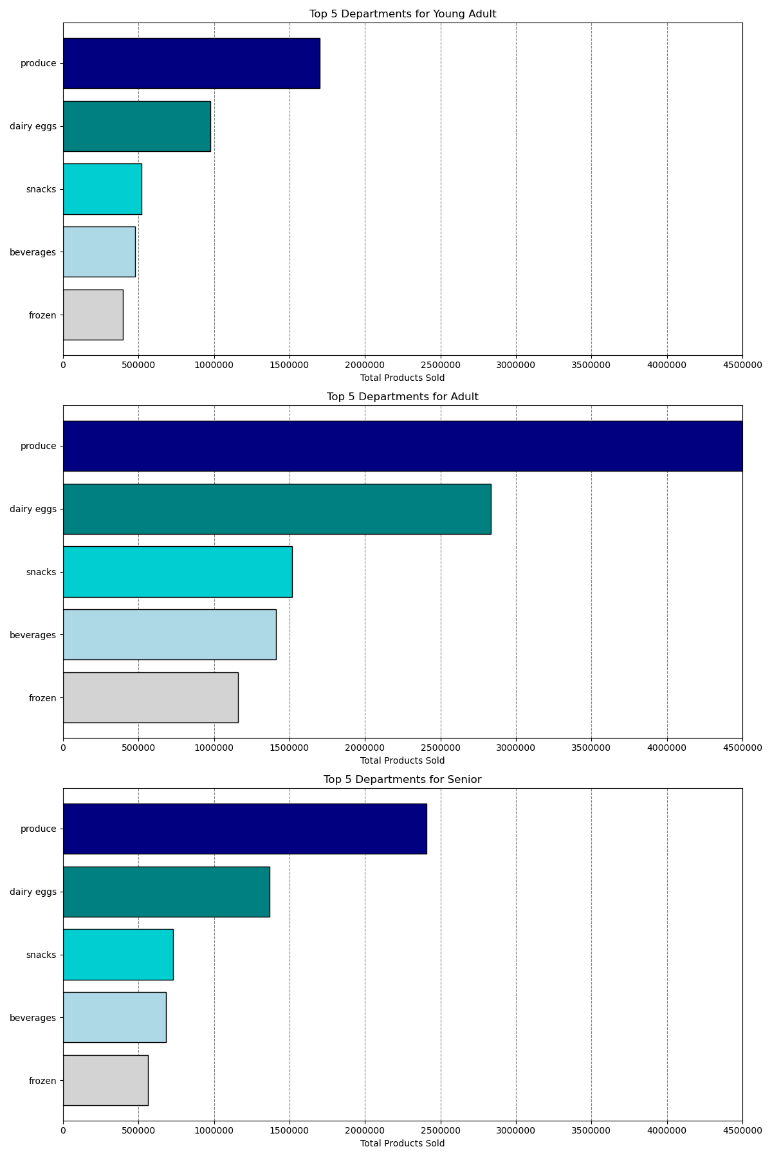 Top 5 Departments for Young Adult
produce
dairy eggs
snacks
beverages
frozen
0 500000 1000000 1500000 2000000 2500000 3000000 3500000 4000000 4500000
Total Products Sold
Top 5 Departments for Adult
produce
dairy eggs
snacks
beverages
frozen
0 500000 1000000 1500000 2000000 2500000 3000000 3500000 4000000 4500000
Total Products Sold
Top 5 Departments for Senior
produce
dairy eggs
snacks
beverages
frozen
0 500000 1000000 1500000 2000000 2500000 3000000 3500000 4000000 4500000
Total Products Sold